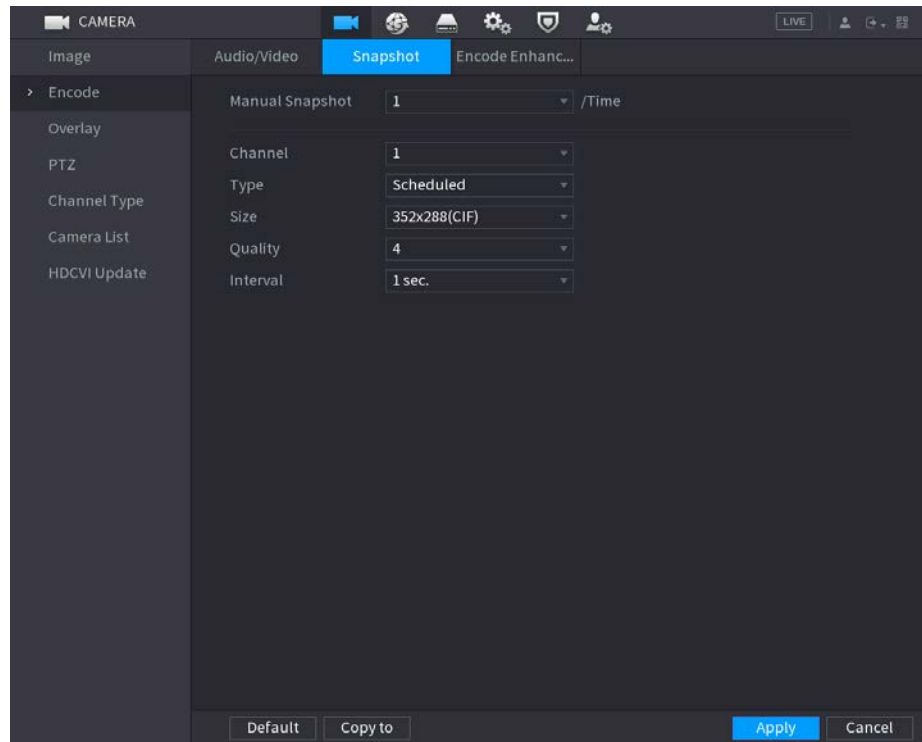 CAMERA LIVE
Image
Encode
Overlay
PTZ
Channel Type
Camera List
HDCVI Update
Audio/Video Snapshot Encode Enhanc...
Manual Snapshot 1 /Time
Channel 1
Type Scheduled
Size 352x288(CIF)
Quality 4
Interval 1 sec.
Default Copy to Apply Cancel